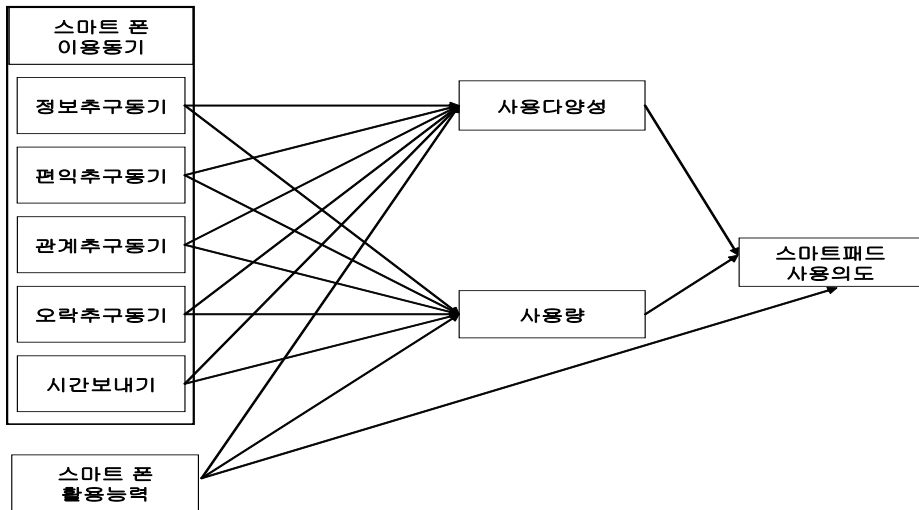 스마트 폰
이용동기
정보추구동기
편익추구동기
관계추구동기
오락추구동기
시간보내기
스마트 폰
활용능력
사용다양성
사용량
스마트패드
사용의도